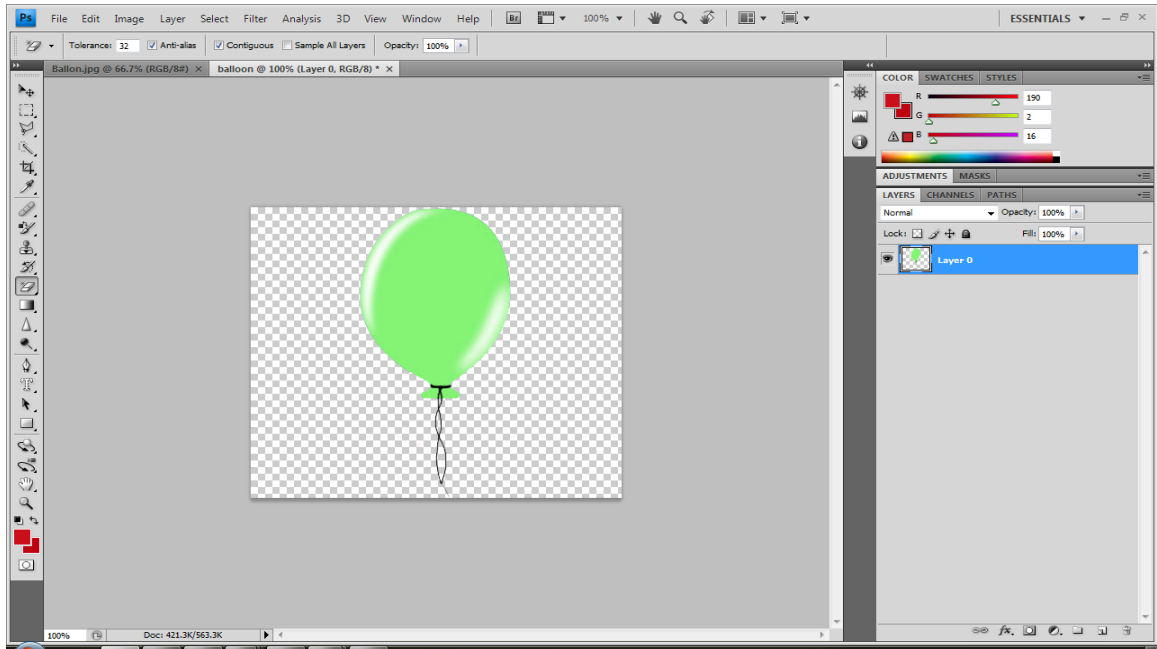 Ps File Edit Image Layer Select Filter Analysis 3D View Window Help Br 100% ESSENTIALS
Tolerance: 32 Anti-alias Contiguous Sample All Layers Opacity: 100%
Ballon.jpg @ 66.7% (RGB/8#) × balloon @ 100% (Layer 0, RGB/8) * ×
COLOR SWATCHES STYLES
R 190
G 2
B 16
ADJUSTMENTS MASKS
LAYERS CHANNELS PATHS
Normal Opacity: 100%
Lock: Fill: 100%
Layer 0
T
100% Doc: 421.3K/563.3K
fx.